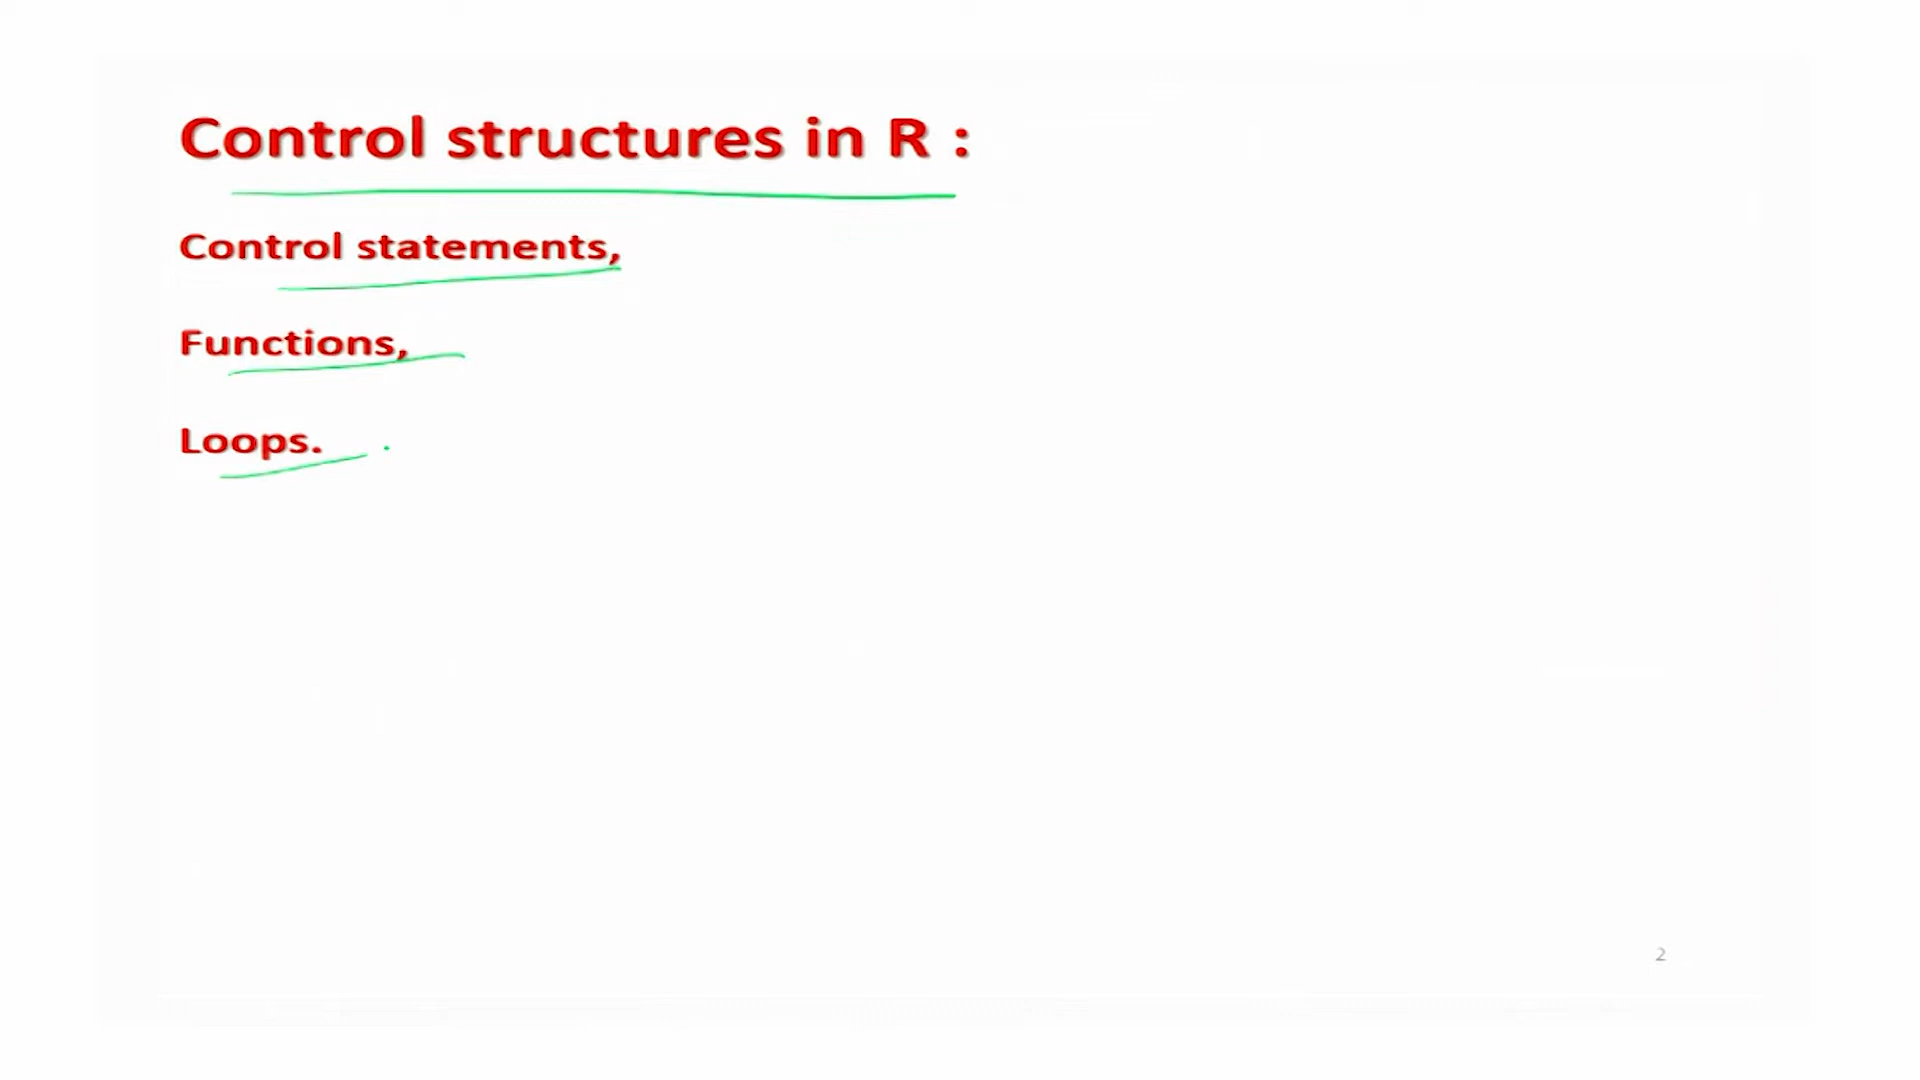 Control structures in R :
Control statements,
Functions,
Loops.
2